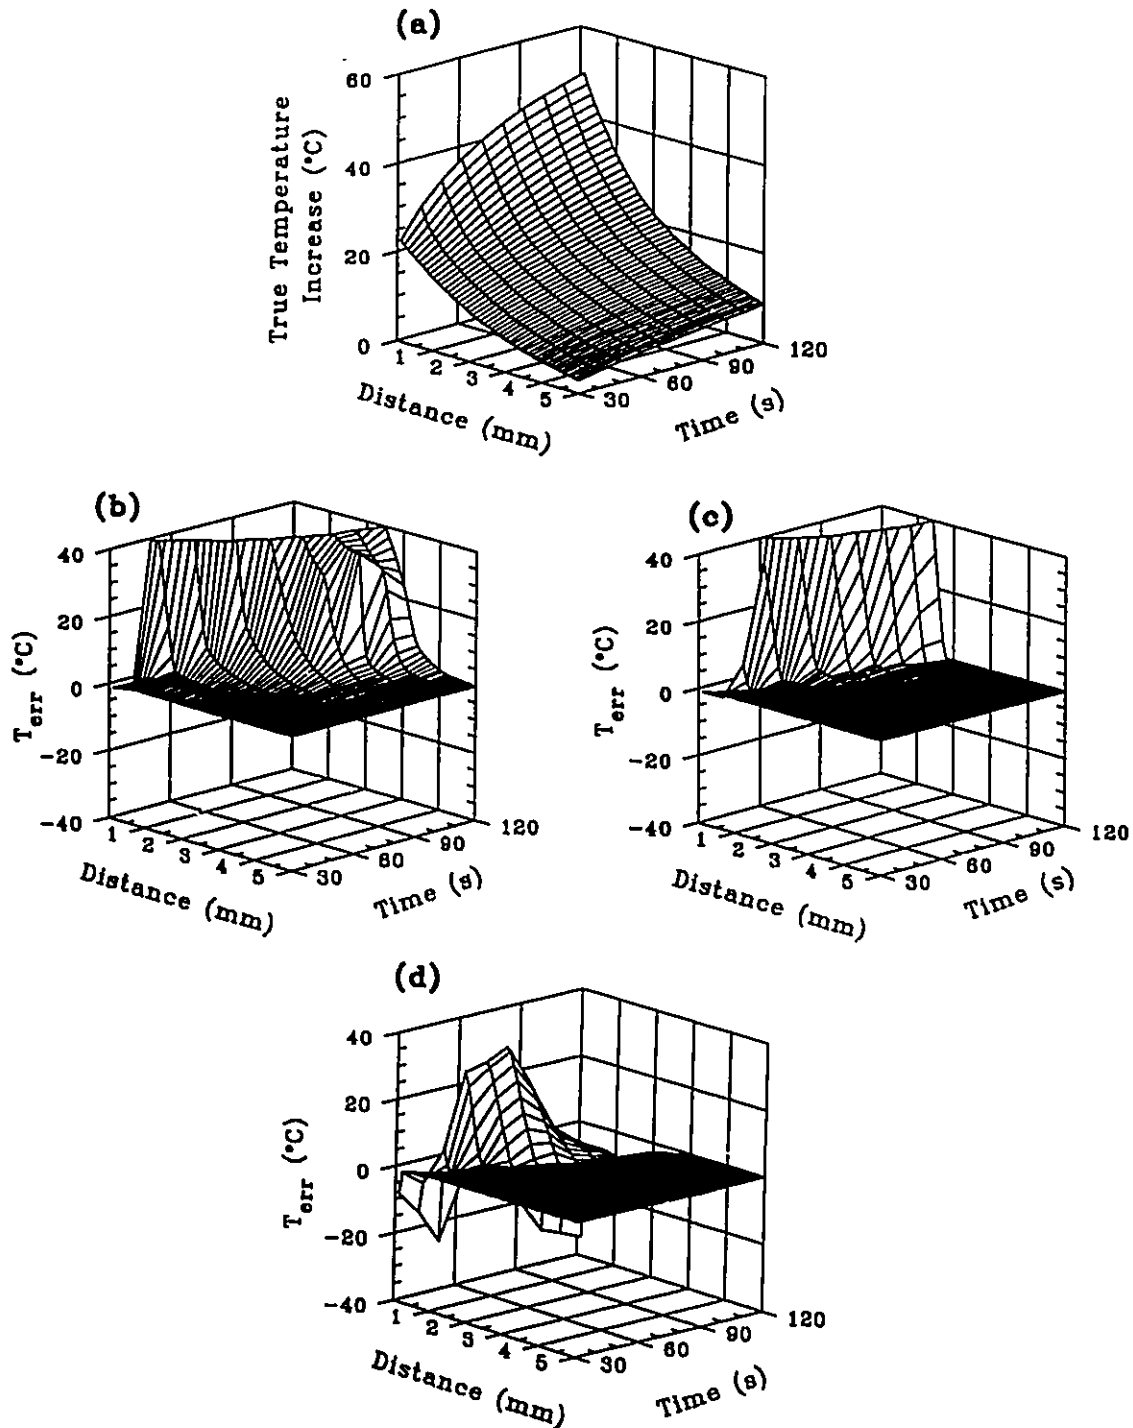 (a)
True Temperature
Increase (°C)
60
40
20
0
1 2 3 4 5
Distance (mm)
30 60 90 120
Time (s)
(b)
T_err (°C)
40
20
0
-20
-40
1 2 3 4 5
Distance (mm)
30 60 90 120
Time (s)
(c)
T_err (°C)
40
20
0
-20
-40
1 2 3 4 5
Distance (mm)
30 60 90 120
Time (s)
(d)
T_err (°C)
40
20
0
-20
-40
1 2 3 4 5
Distance (mm)
30 60 90 120
Time (s)